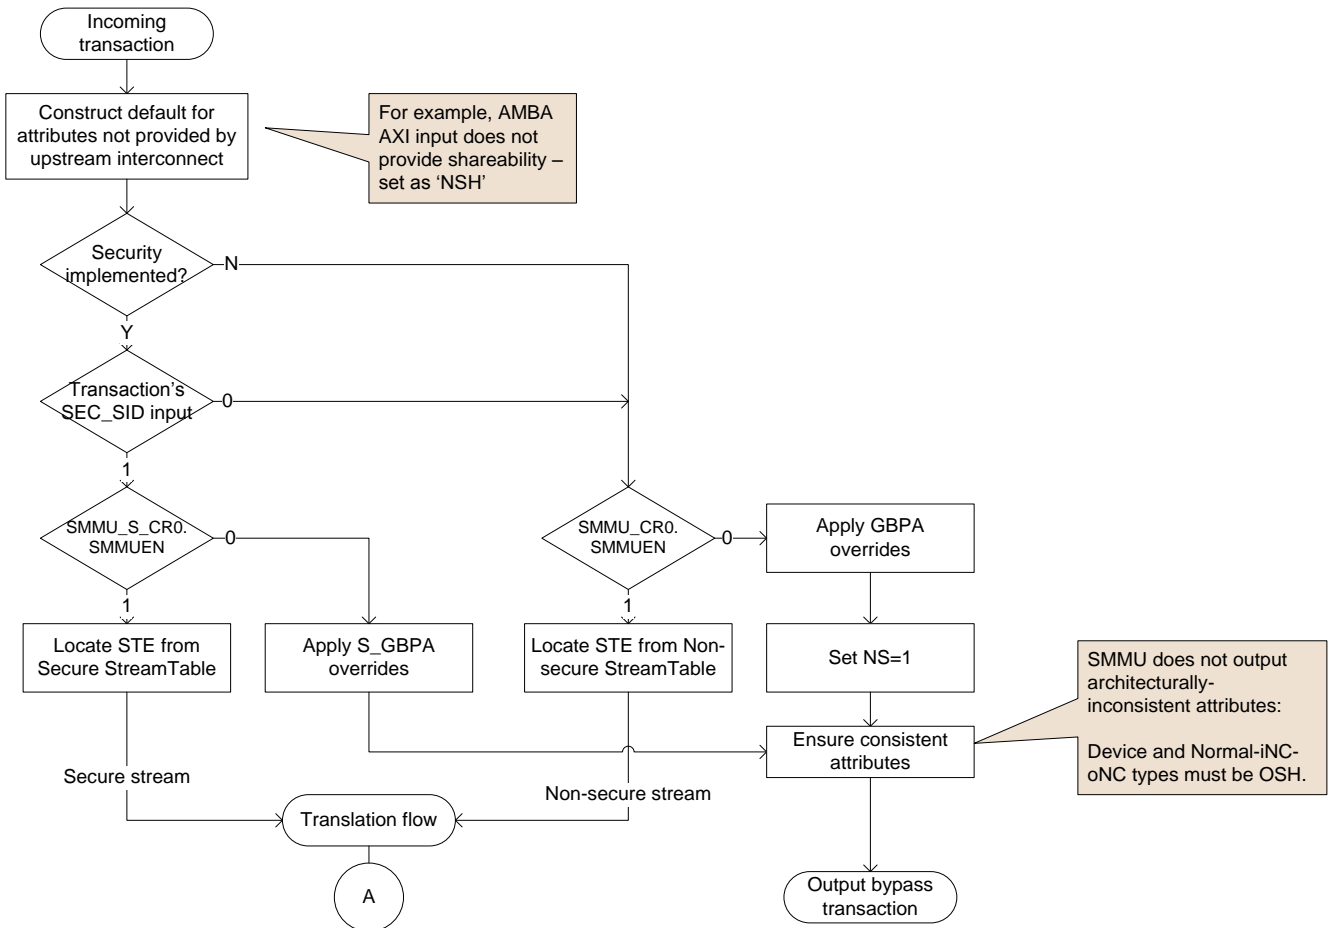 Incoming
transaction
Construct default for
attributes not provided by
upstream interconnect
For example, AMBA
AXI input does not
provide shareability –
set as ‘NSH’
Security
implemented?
N
Y
Transaction's
SEC_SID input
0
1
SMMU_S_CR0.
SMMUEN
0
1
SMMU_CR0.
SMMUEN
0
1
Apply GBPA
overrides
Locate STE from
Secure StreamTable
Apply S_GBPA
overrides
Locate STE from Non-
secure StreamTable
Set NS=1
SMMU does not output
architecturally-
inconsistent attributes:
Device and Normal-iNC-
oNC types must be OSH.
Ensure consistent
attributes
Secure stream
Non-secure stream
Translation flow
A
Output bypass
transaction